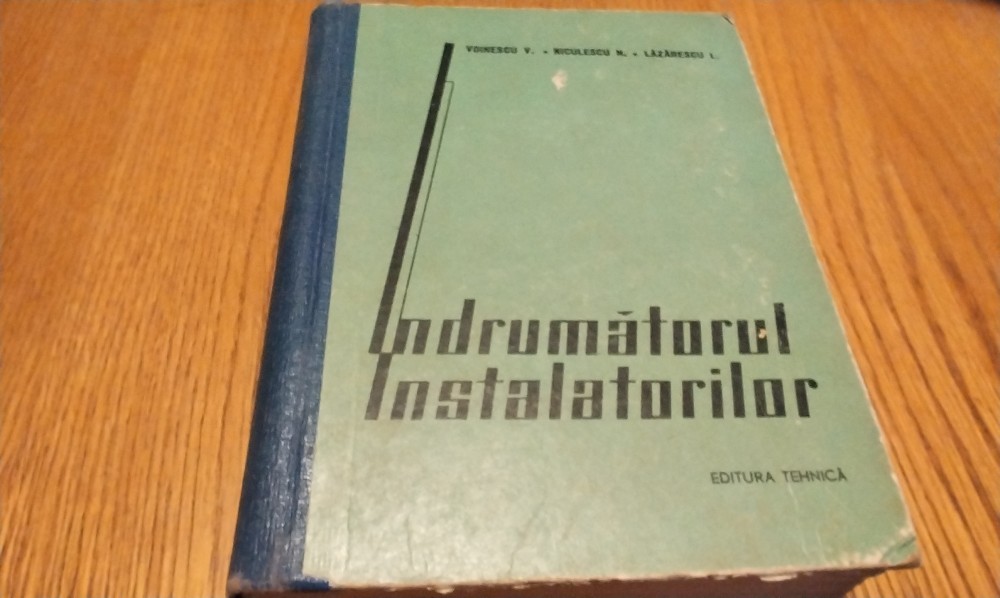 VOINESCU V. • NICULESCU N. • LĂZĂRESCU I.
Indrumătorul
Instalatorilor
EDITURA TEHNICĂ